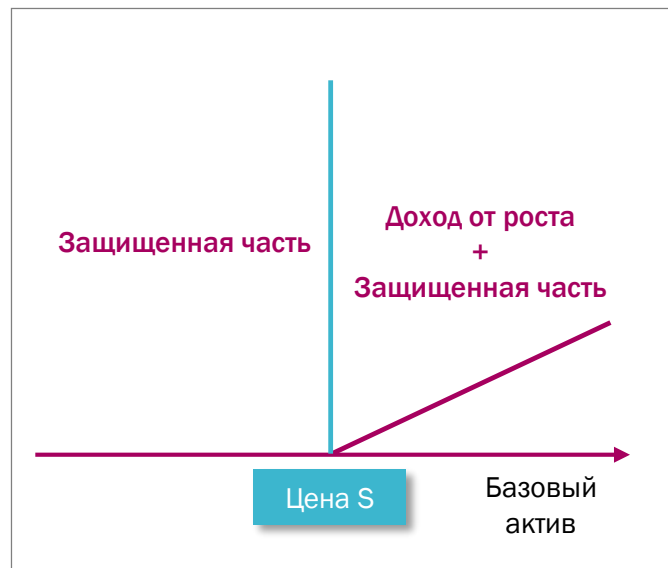 Защищенная часть
Доход от роста
+
Защищенная часть
Цена S
Базовый
актив